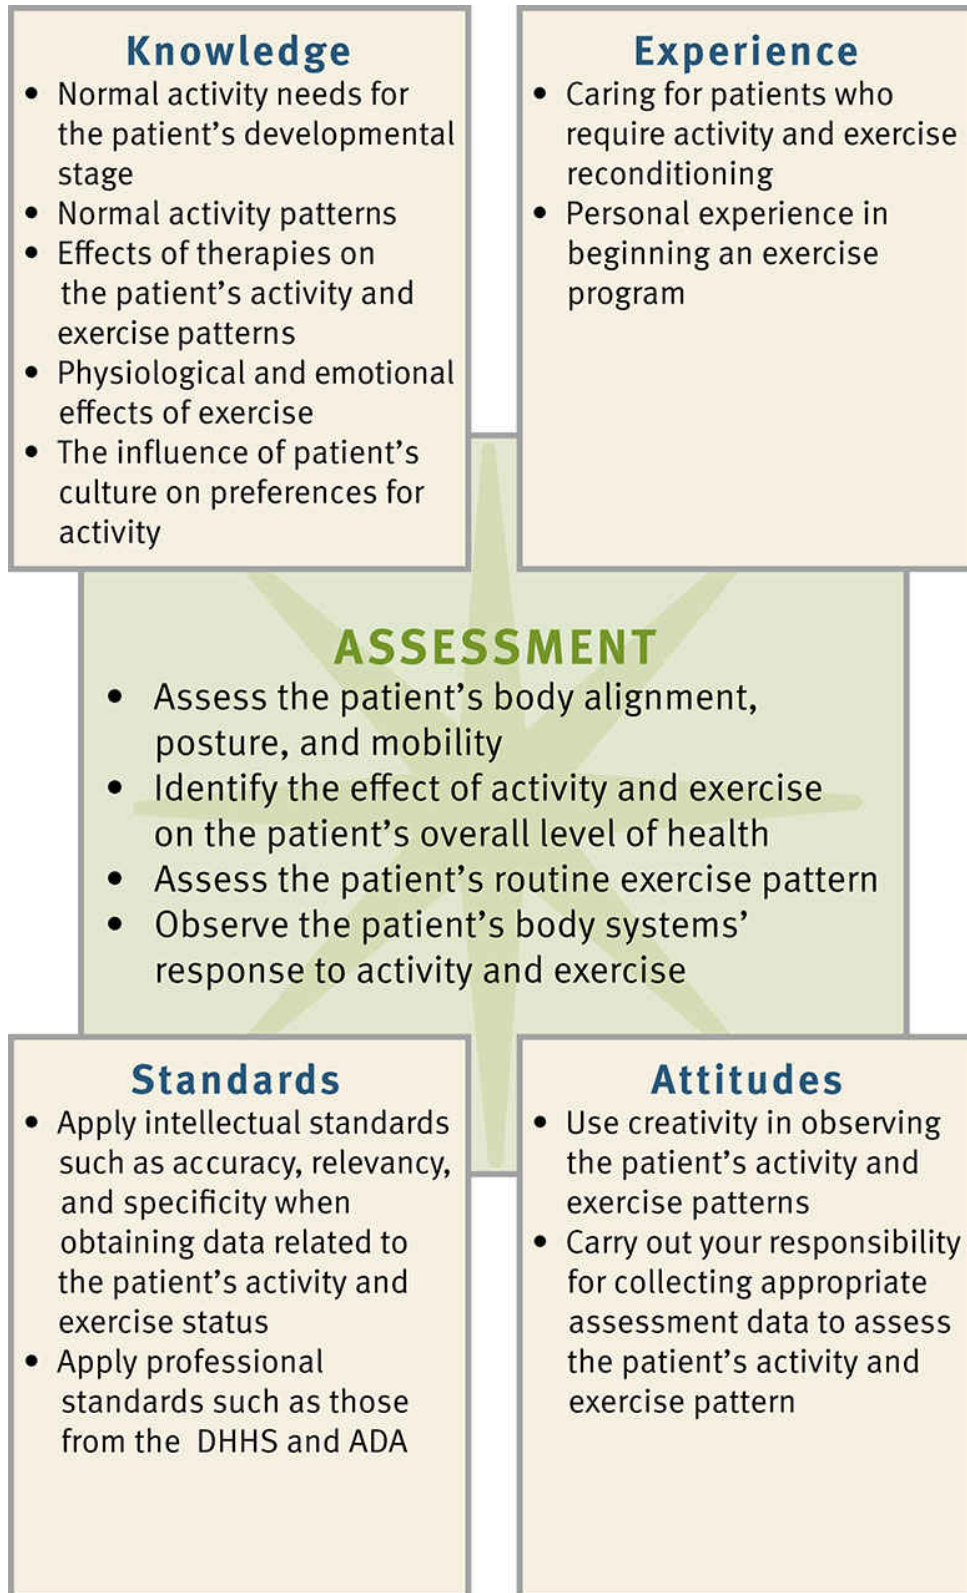 Knowledge
• Normal activity needs for
the patient's developmental
stage
• Normal activity patterns
• Effects of therapies on
the patient's activity and
exercise patterns
• Physiological and emotional
effects of exercise
• The influence of patient's
culture on preferences for
activity
Experience
• Caring for patients who
require activity and exercise
reconditioning
• Personal experience in
beginning an exercise
program
ASSESSMENT
• Assess the patient's body alignment,
posture, and mobility
• Identify the effect of activity and exercise
on the patient's overall level of health
• Assess the patient's routine exercise pattern
• Observe the patient's body systems'
response to activity and exercise
Standards
• Apply intellectual standards
such as accuracy, relevancy,
and specificity when
obtaining data related to
the patient's activity and
exercise status
• Apply professional
standards such as those
from the DHHS and ADA
Attitudes
• Use creativity in observing
the patient's activity and
exercise patterns
• Carry out your responsibility
for collecting appropriate
assessment data to assess
the patient's activity and
exercise pattern